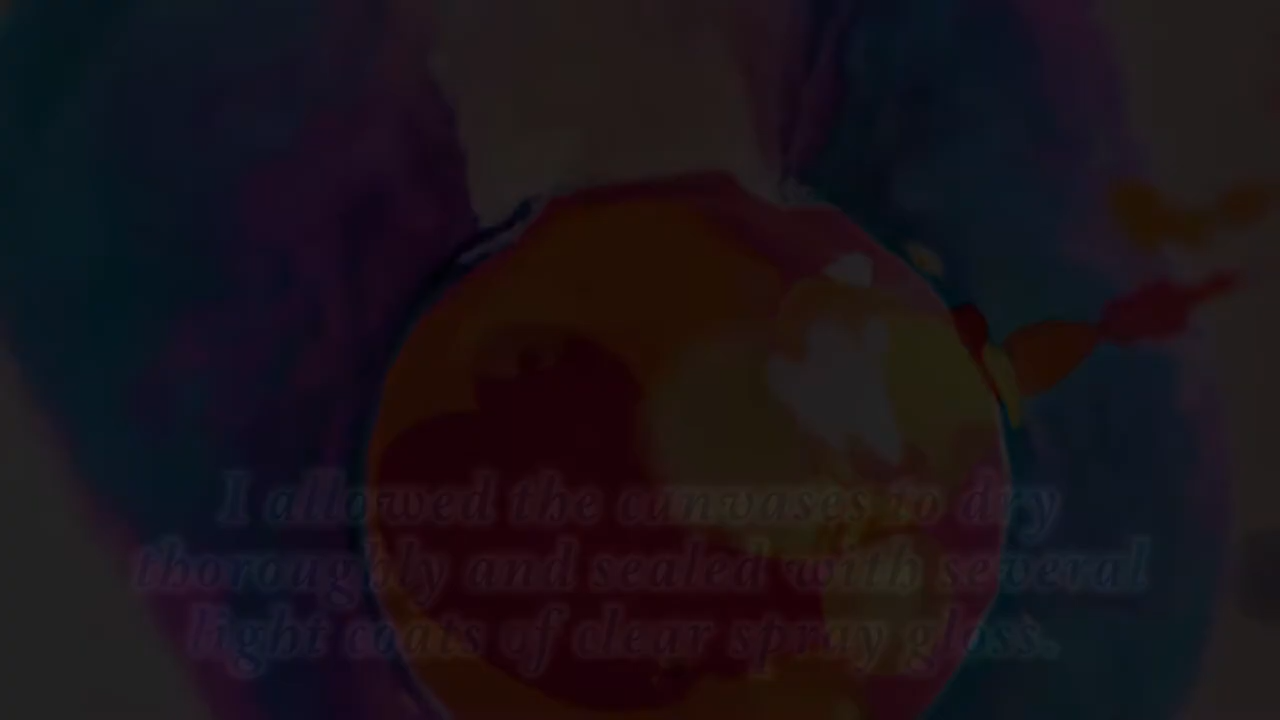 I allowed the canvases to dry
thoroughly and sealed with several
light coats of clear spray gloss.